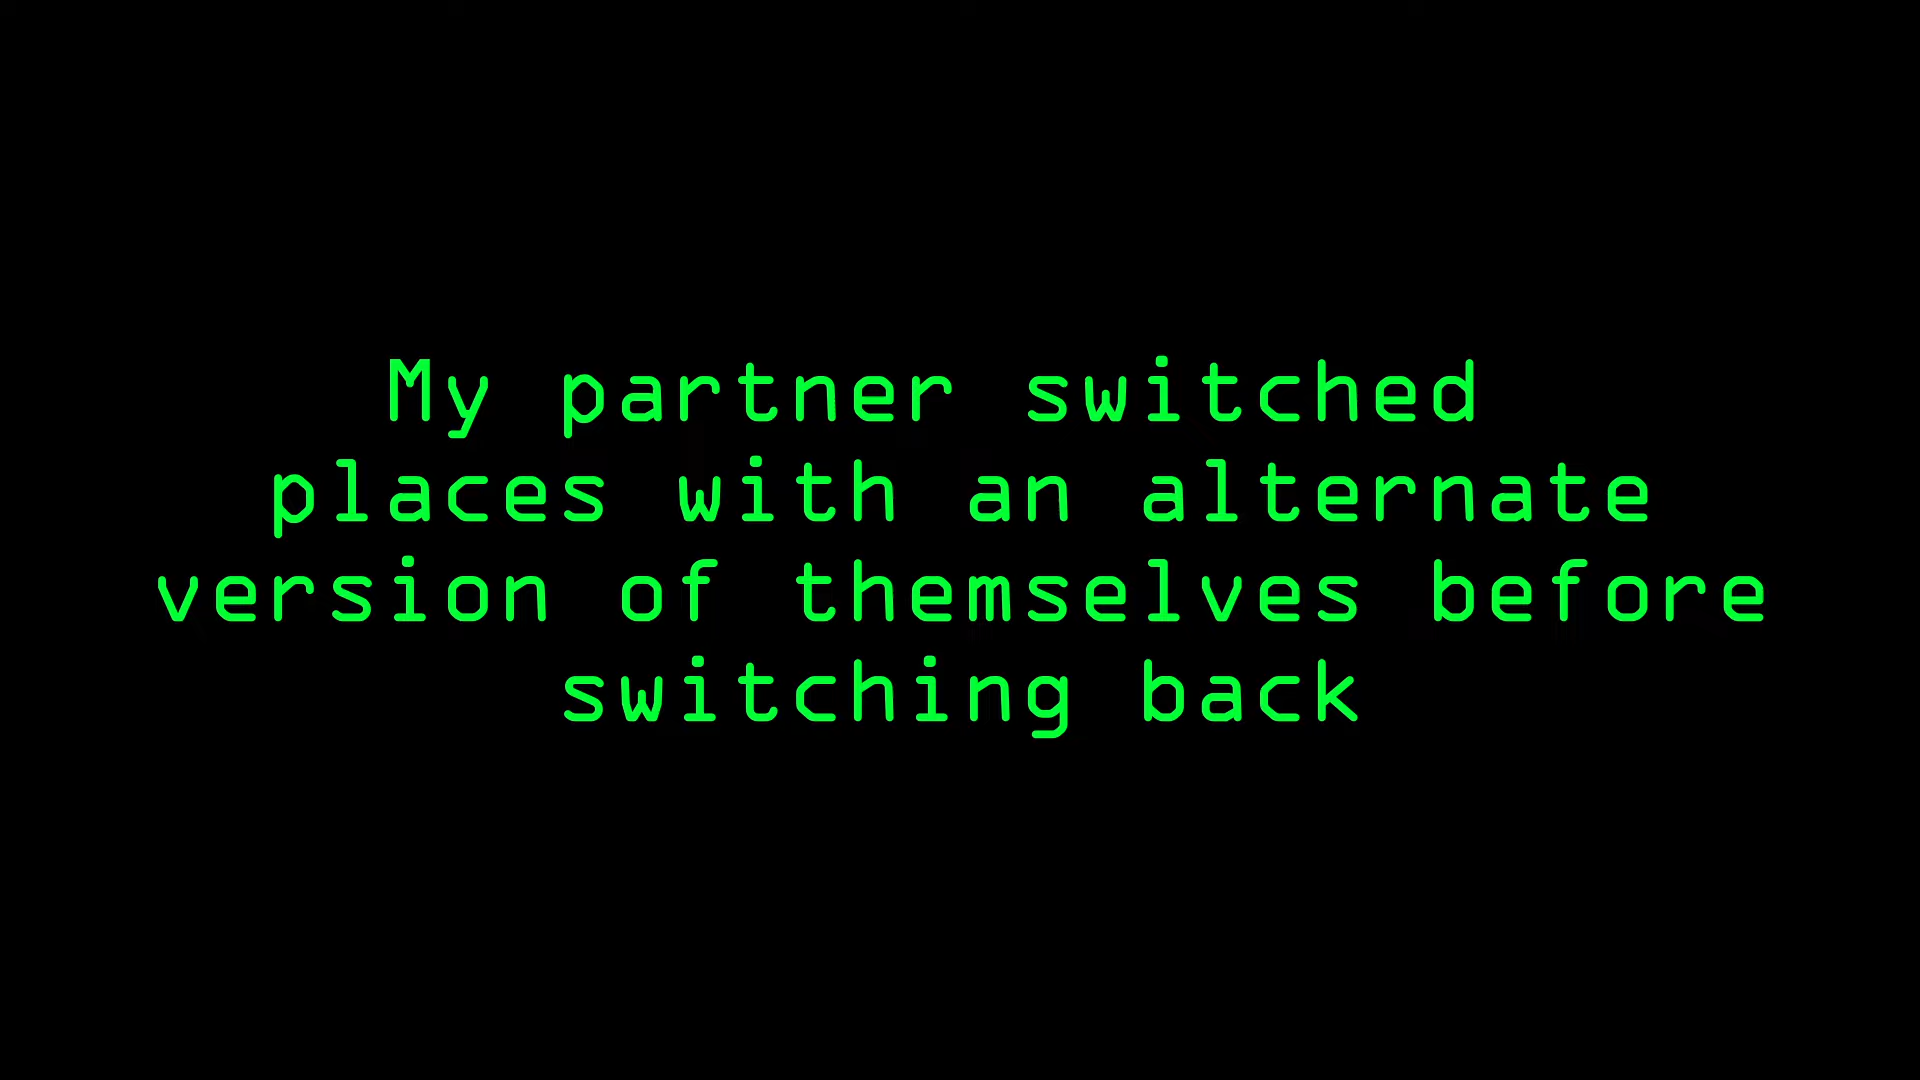 My partner switched
places with an alternate
version of themselves before
switching back